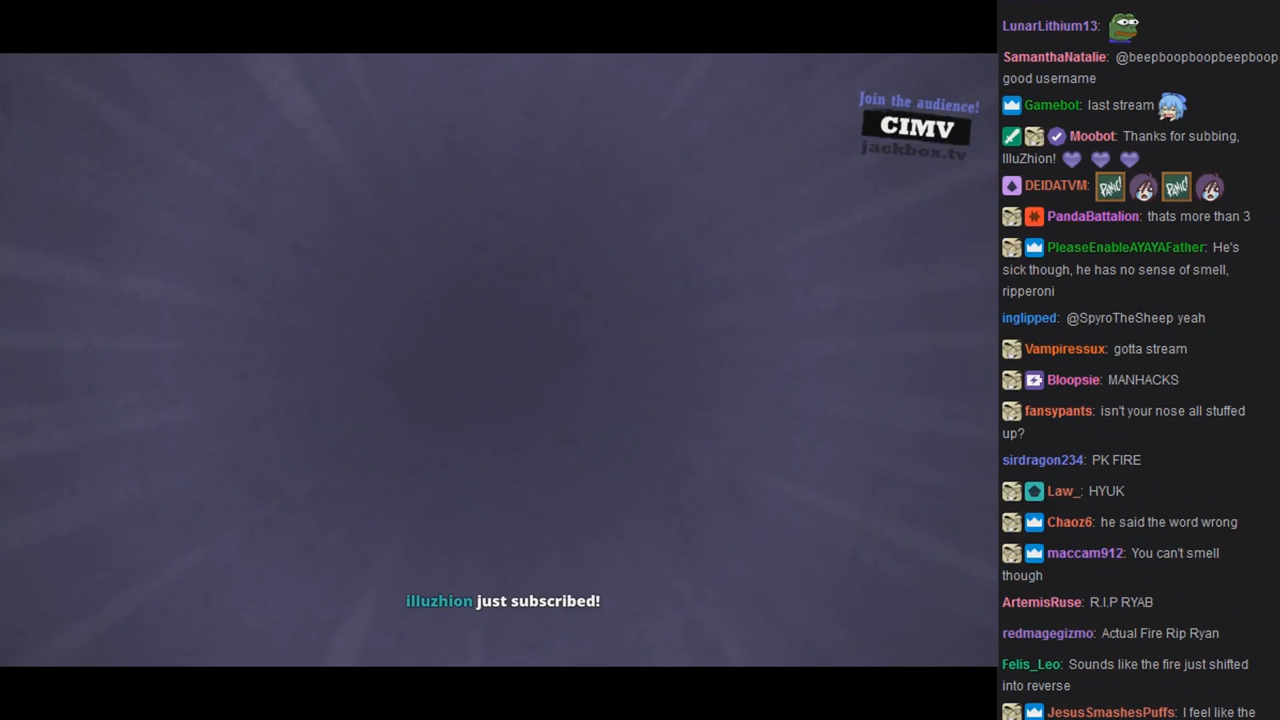 Join the audience!
CIMV
jackbox.tv
illuzhion just subscribed!
LunarLithium13:
SamanthaNatalie: @beepboopboopbeepboop
good username
Gamebot: last stream
Moobot: Thanks for subbing,
IlluZhion!
DEIDATVM: PANIC! PANIC!
PandaBattalion: thats more than 3
PleaseEnableAYAYAFather: He's
sick though, he has no sense of smell,
ripperoni
inglipped: @SpyroTheSheep yeah
Vampiressux: gotta stream
Bloopsie: MANHACKS
fansypants: isn't your nose all stuffed
up?
sirdragon234: PK FIRE
Law_: HYUK
Chaoz6: he said the word wrong
maccam912: You can't smell
though
ArtemisRuse: R.I.P RYAB
redmagegizmo: Actual Fire Rip Ryan
Felis_Leo: Sounds like the fire just shifted
into reverse
JesusSmashesPuffs: I feel like the